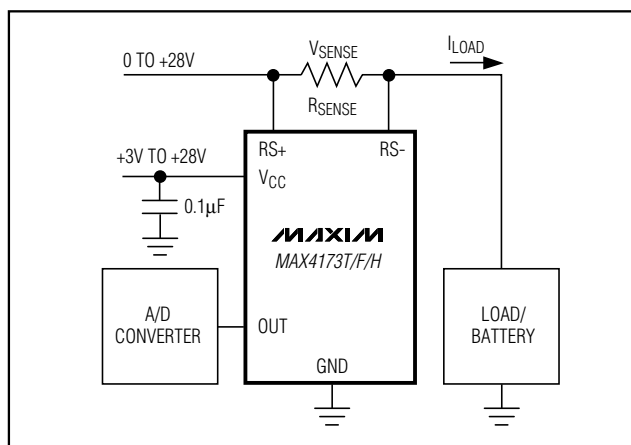 0 TO +28V
VSENSE
ILOAD
RSENSE
RS+
RS-
+3V TO +28V
VCC
0.1µF
MAXIM
MAX4173T/F/H
A/D
CONVERTER
OUT
LOAD/
BATTERY
GND